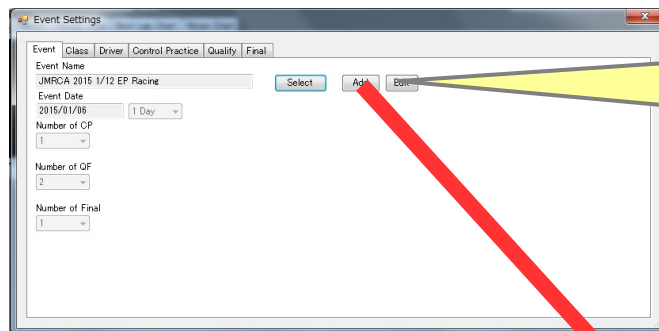 Event Settings
Event Class Driver Control Practice Qualify Final
Event Name
JMRCA 2015 1/12 EP Racing Select Add Edit
Event Date
2015/01/06 1 Day
Number of CP
1
Number of QF
2
Number of Final
1